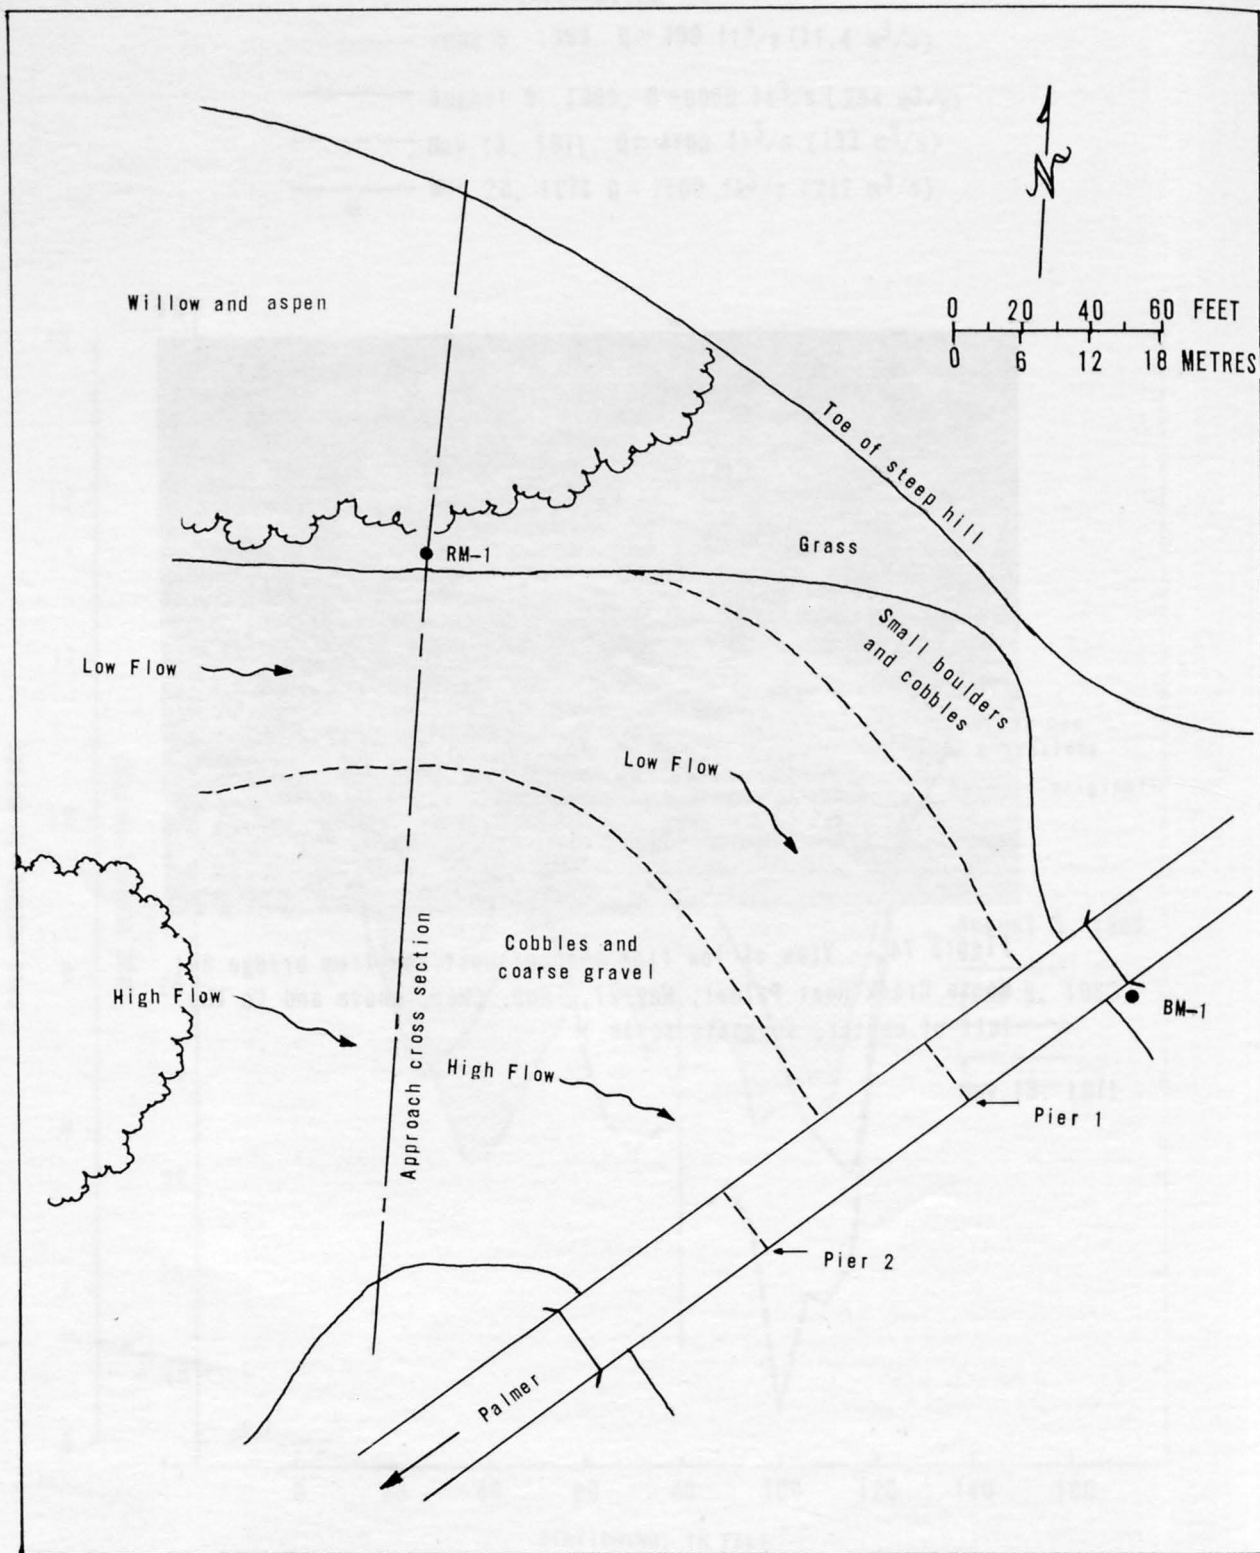 N
Willow and aspen
0 20 40 60 FEET
0 6 12 18 METRES
Toe of steep hill
Grass
RM-1
Small boulders
and cobbles
Low Flow
Low Flow
Cobbles and
coarse gravel
Approach cross section
High Flow
BM-1
High Flow
Pier 1
Pier 2
Palmer